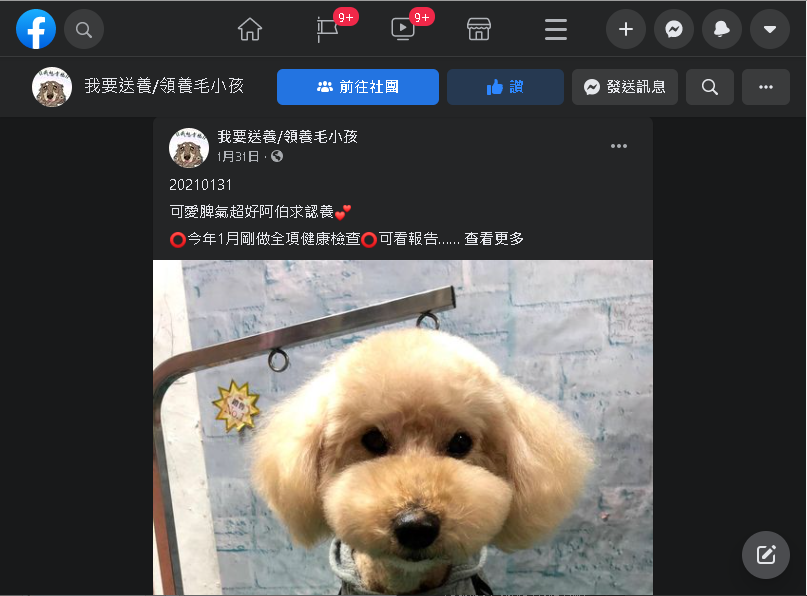 9+
9+
我要送養/領養毛小孩
前往社團
讚
發送訊息
我要送養/領養毛小孩
1月31日 ·
20210131
可愛脾氣超好阿伯求認養💕
⭕今年1月剛做全項健康檢查⭕可看報告...... 查看更多